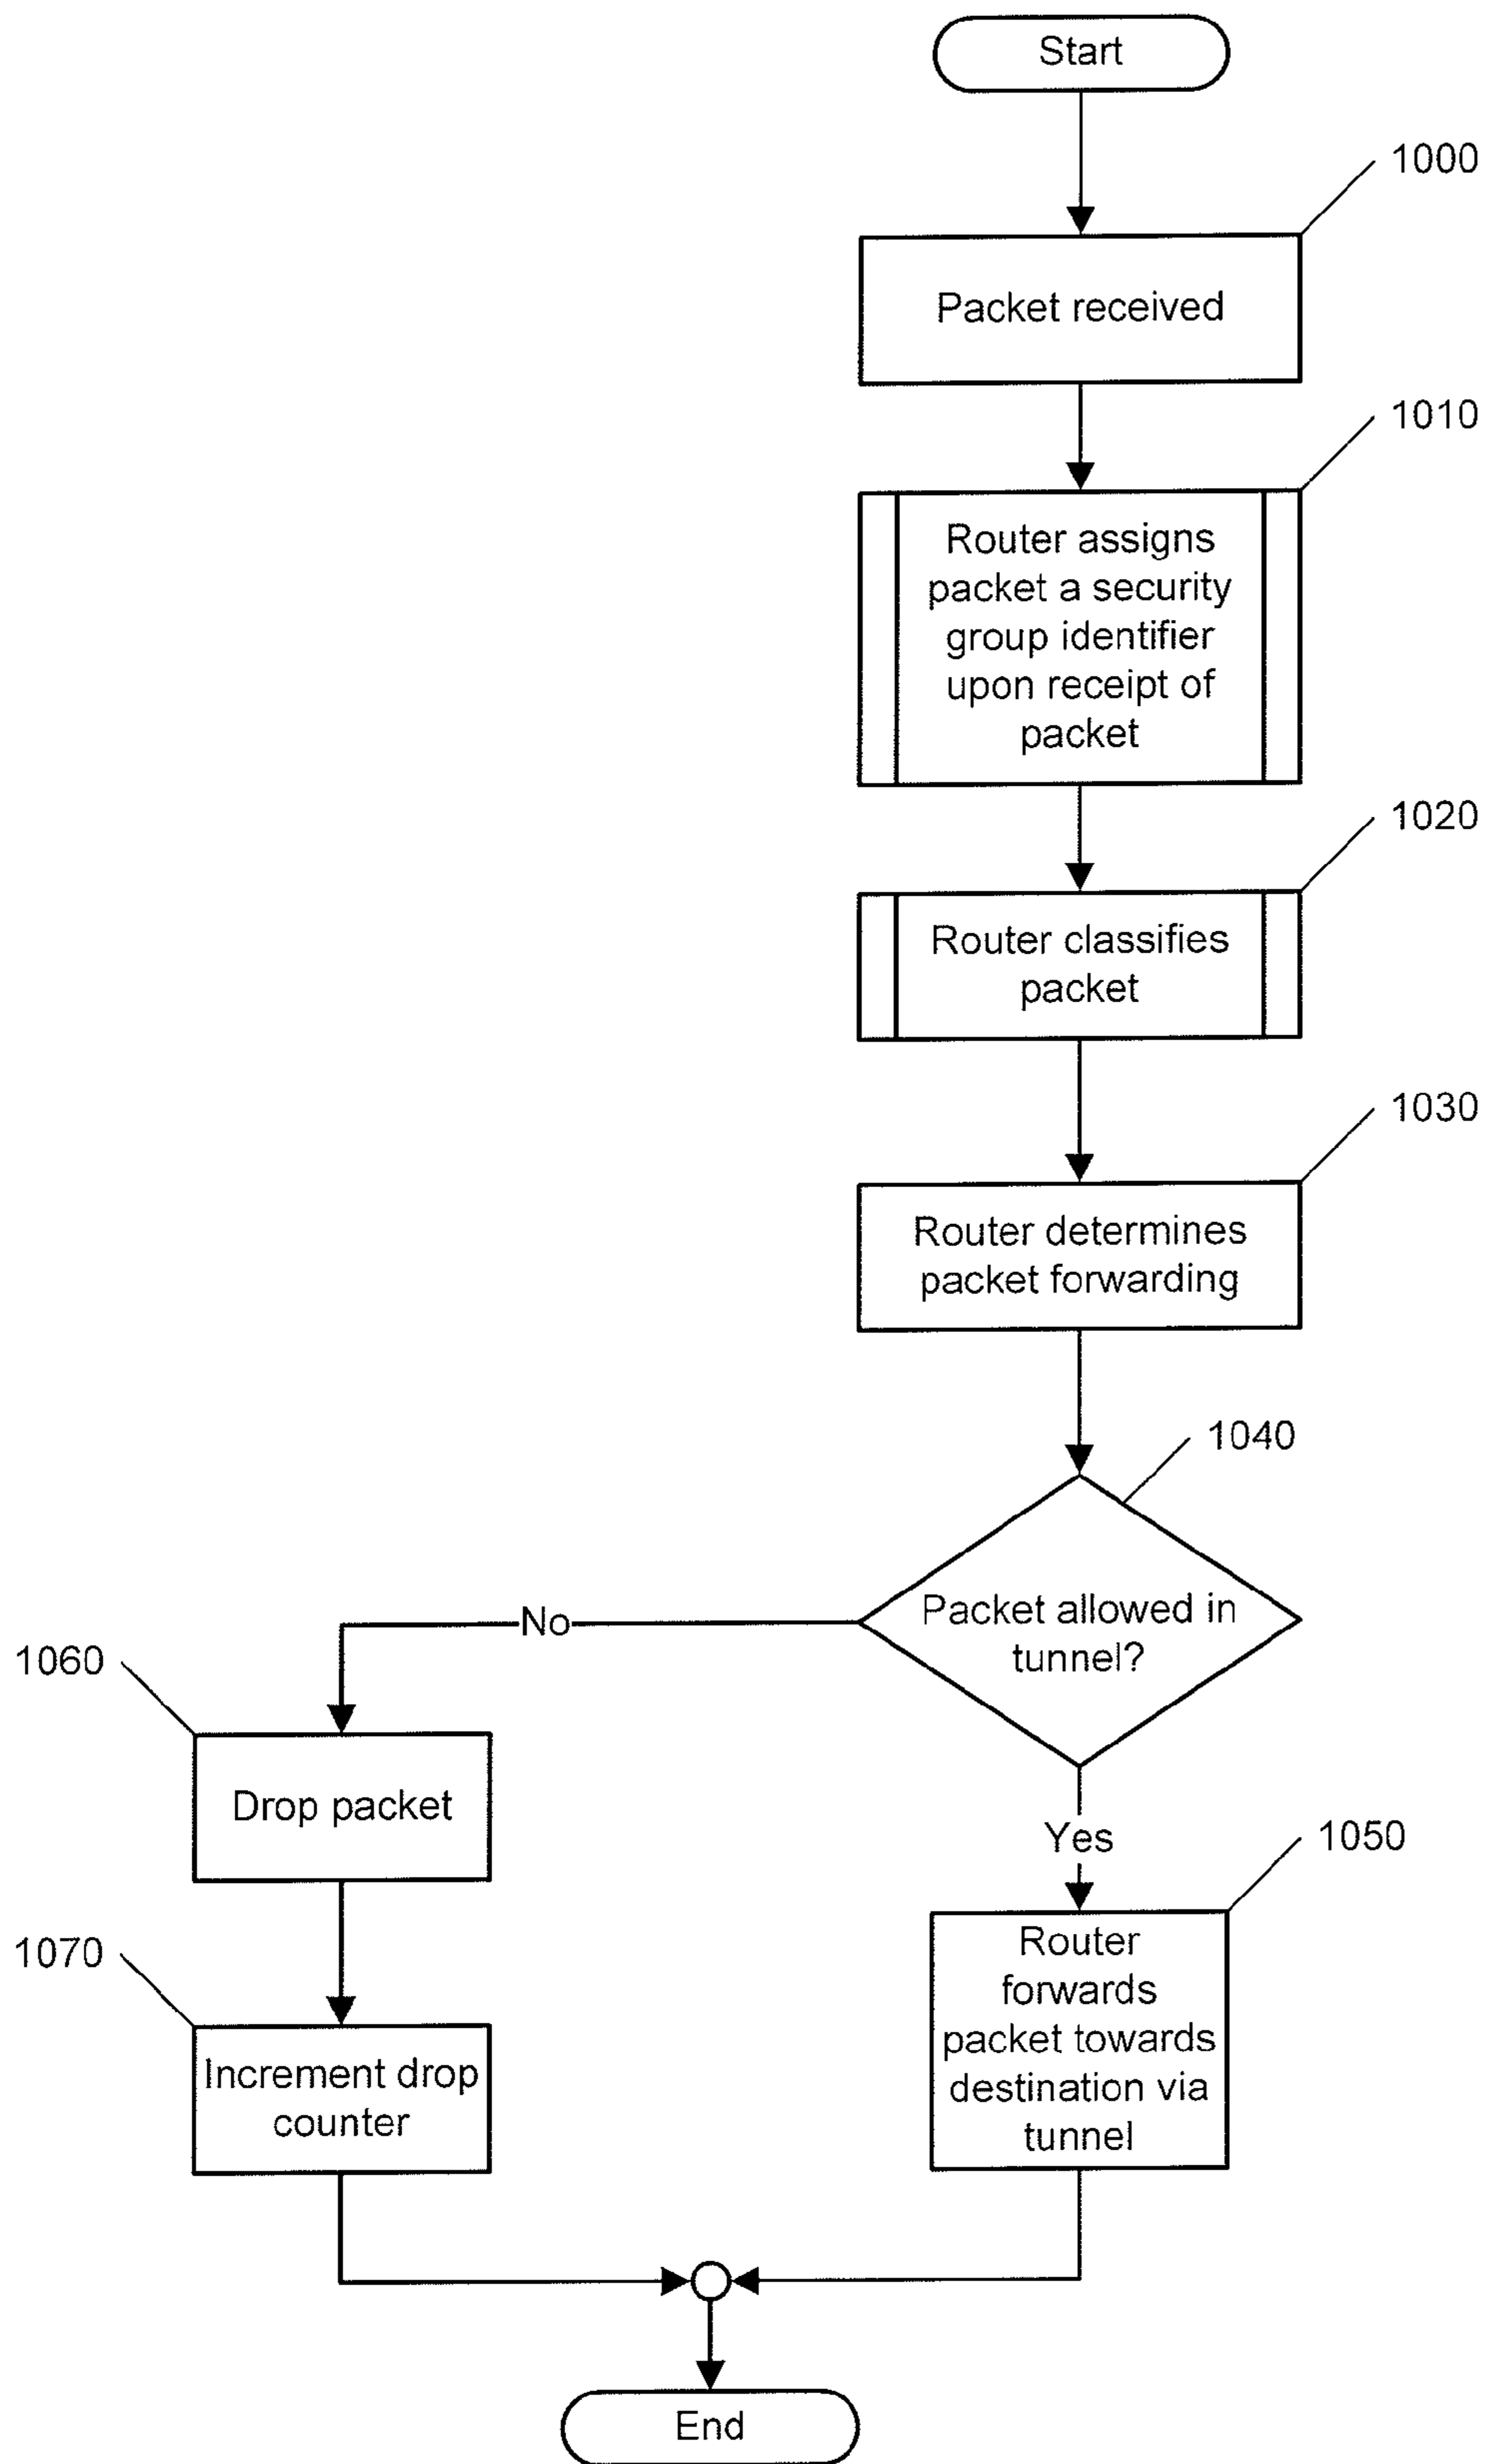 Start
1000
Packet received
1010
Router assigns
packet a security
group identifier
upon receipt of
packet
1020
Router classifies
packet
1030
Router determines
packet forwarding
1040
Packet allowed in
tunnel?
No
1060
Drop packet
Yes
1050
Router
forwards
packet towards
destination via
tunnel
1070
Increment drop
counter
End